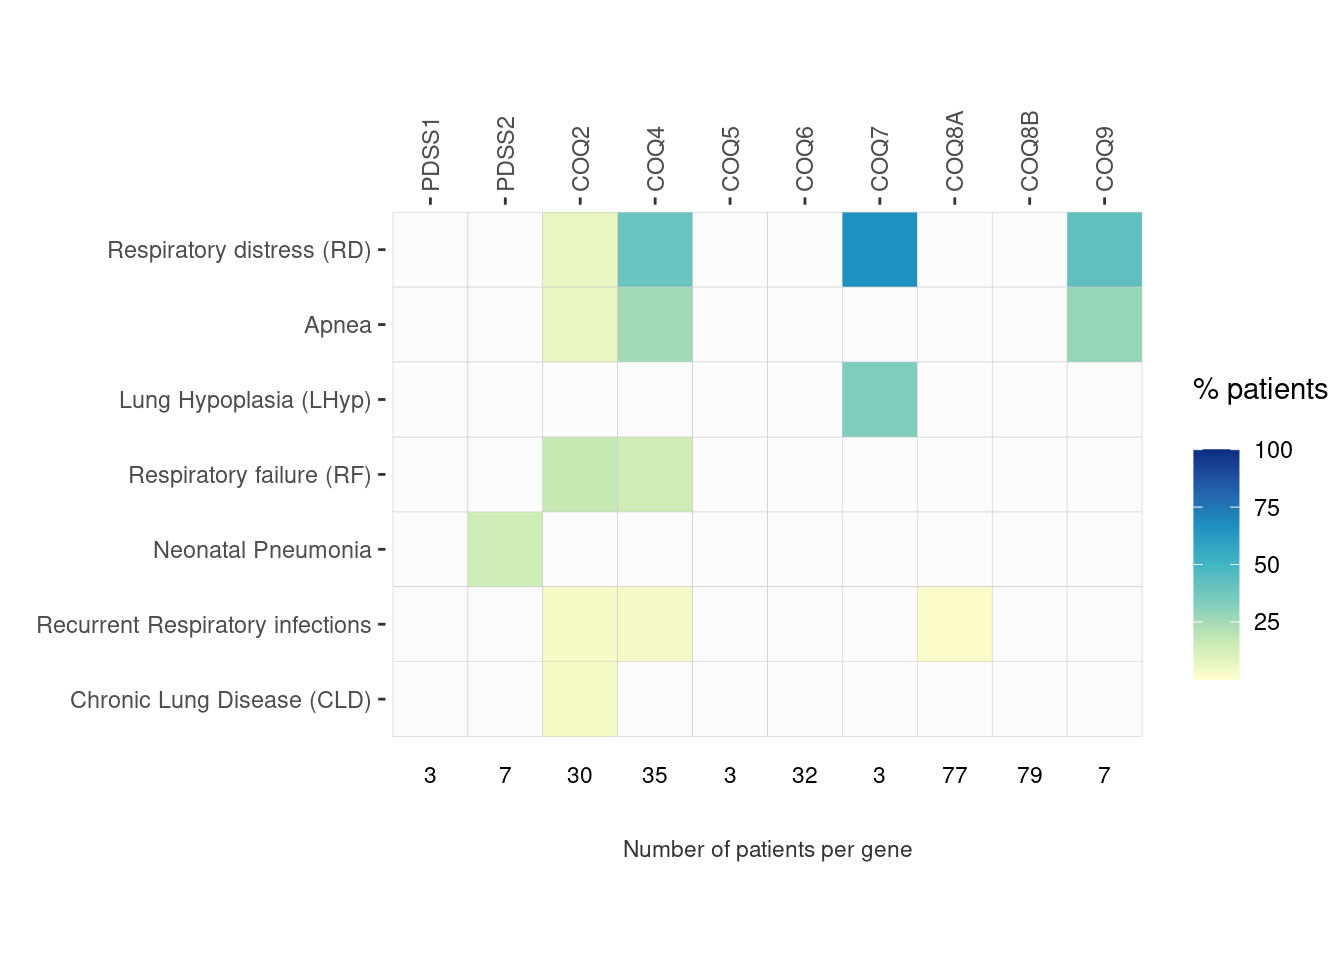 PDSS1
PDSS2
COQ2
COQ4
COQ5
COQ6
COQ7
COQ8A
COQ8B
COQ9
Respiratory distress (RD)
Apnea
Lung Hypoplasia (LHyp)
Respiratory failure (RF)
Neonatal Pneumonia
Recurrent Respiratory infections
Chronic Lung Disease (CLD)
3 7 30 35 3 32 3 77 79 7
Number of patients per gene
% patients
100
75
50
25